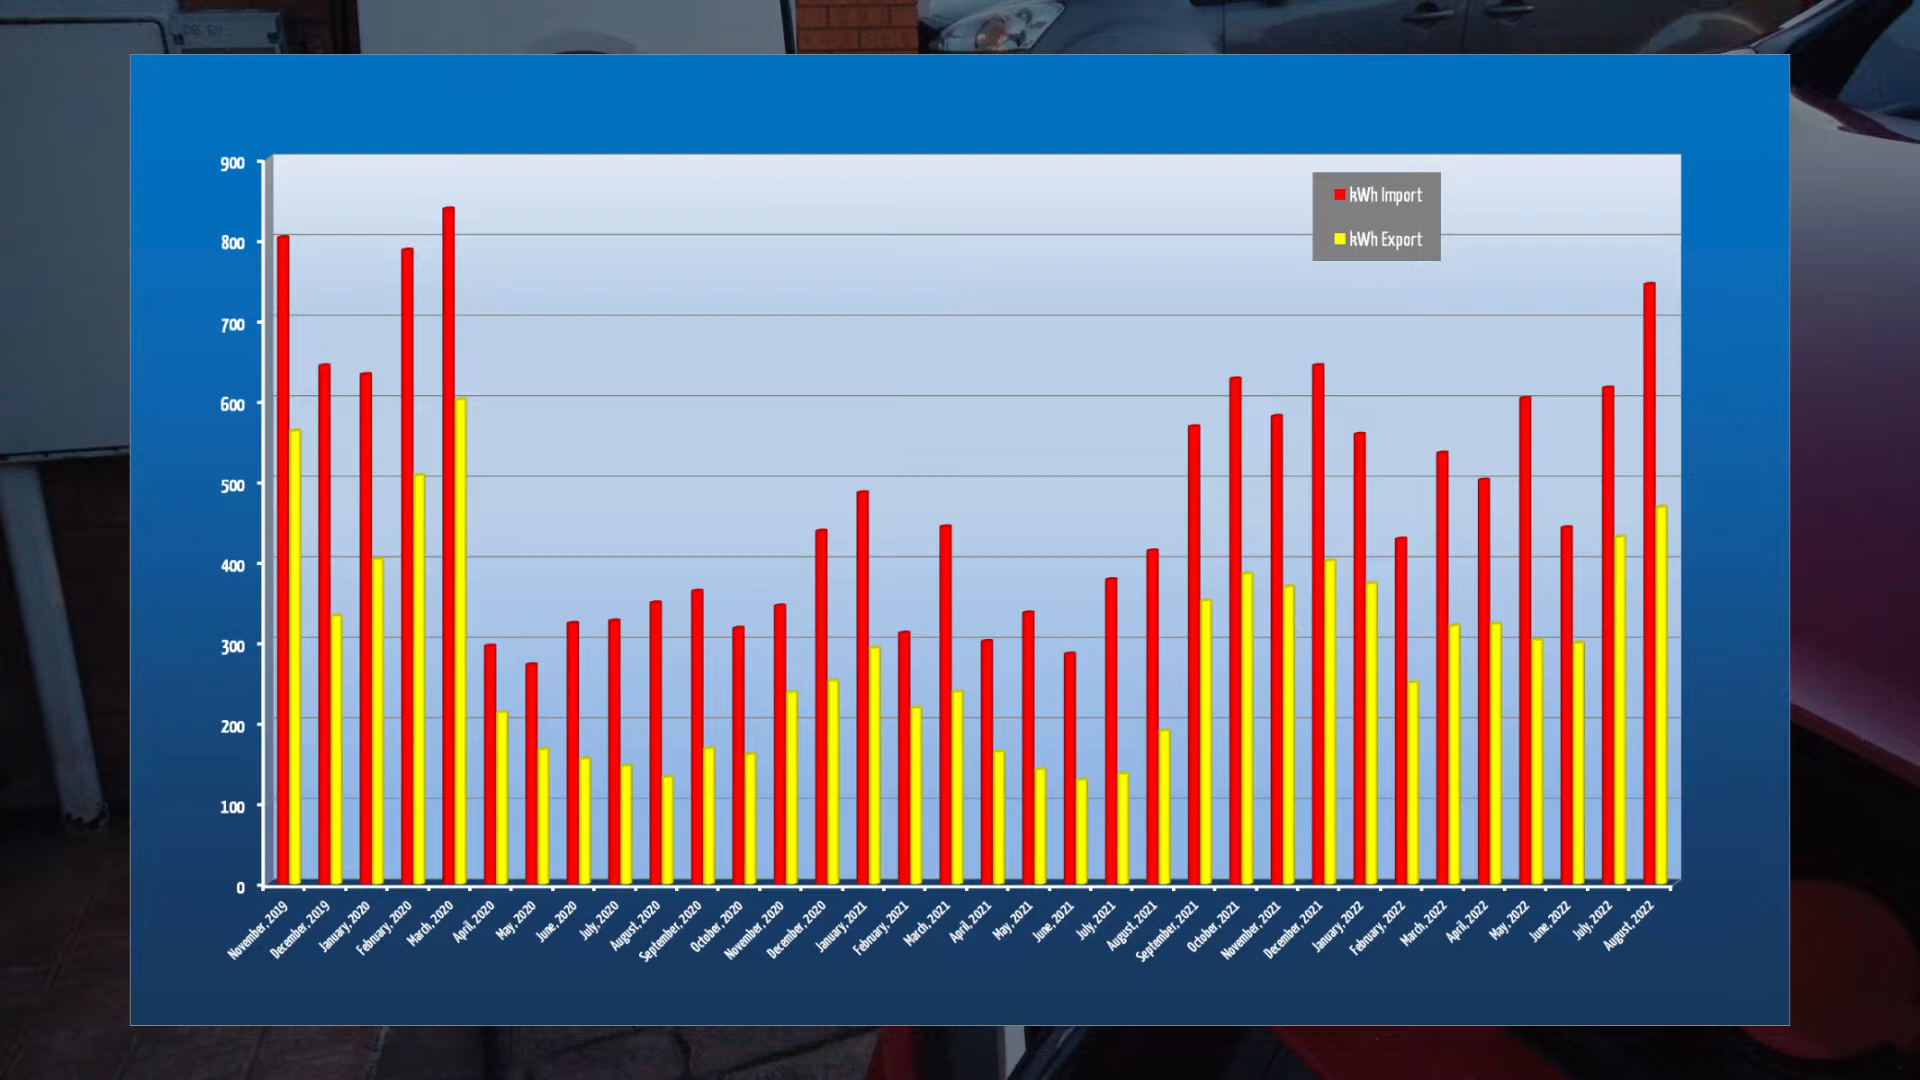 900
800
700
600
500
400
300
200
100
0
kWh Import
kWh Export
November, 2019
December, 2019
January, 2020
February, 2020
March, 2020
April, 2020
May, 2020
June, 2020
July, 2020
August, 2020
September, 2020
October, 2020
November, 2020
December, 2020
January, 2021
February, 2021
March, 2021
April, 2021
May, 2021
June, 2021
July, 2021
August, 2021
September, 2021
October, 2021
November, 2021
December, 2021
January, 2022
February, 2022
March, 2022
April, 2022
May, 2022
June, 2022
July, 2022
August, 2022